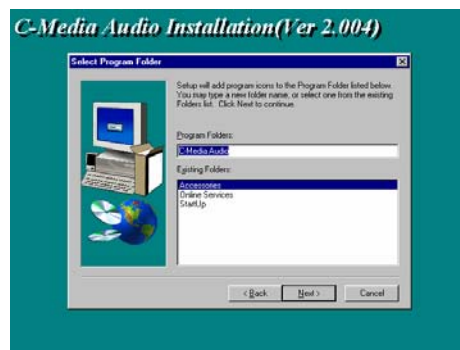 C-Media Audio Installation(Ver 2.004)
Select Program Folder
Setup will add program icons to the Program Folder listed below.
You may type a new folder name, or select one from the existing
Folders list. Click Next to continue.
Program Folders:
C-Media Audio
Existing Folders:
Accessories
Online Services
StartUp
< Back
Next >
Cancel